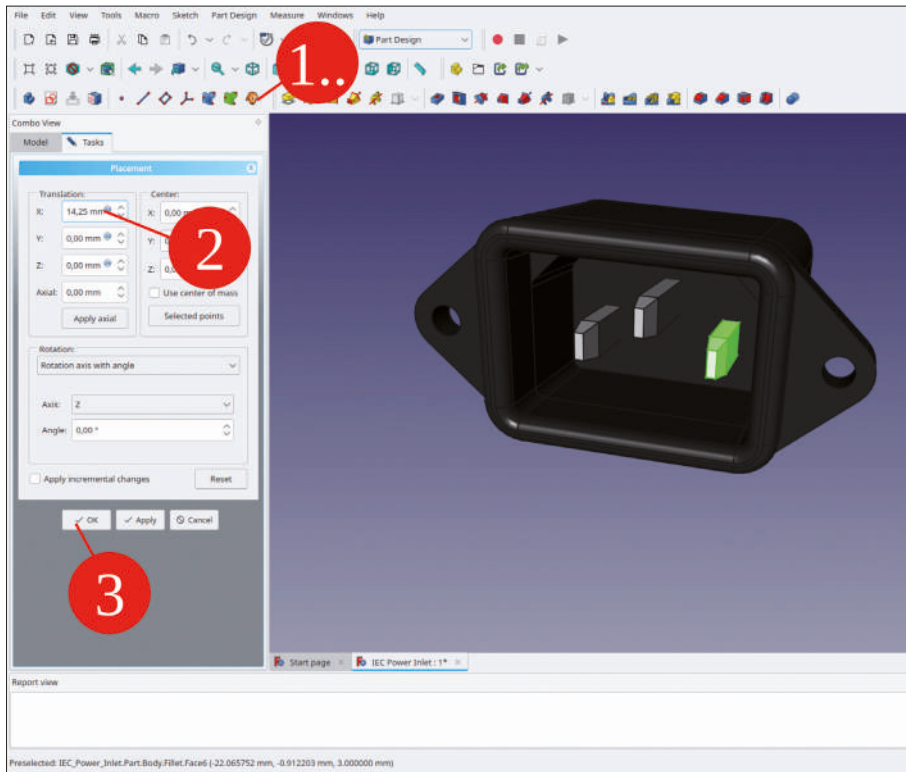 File Edit View Tools Macro Sketch Part Design Measure Windows Help
Part Design
1..
Combo View
Model Tasks
Placement
Translation: Center:
X: 14,25 mm X: 0,00
Y: 0,00 mm Y:
Z: 0,00 mm Z:
Axial: 0,00 mm Use center of mass
Apply axial Selected points
2
Rotation:
Rotation axis with angle
Axis: Z
Angle: 0,00 °
Apply incremental changes Reset
OK Apply Cancel
3
Start page IEC Power Inlet : 1*
Report view
Preselected: IEC_Power_Inlet.Part.Body.Fillet.Face6 (-22.065752 mm, -0.912203 mm, 3.000000 mm)